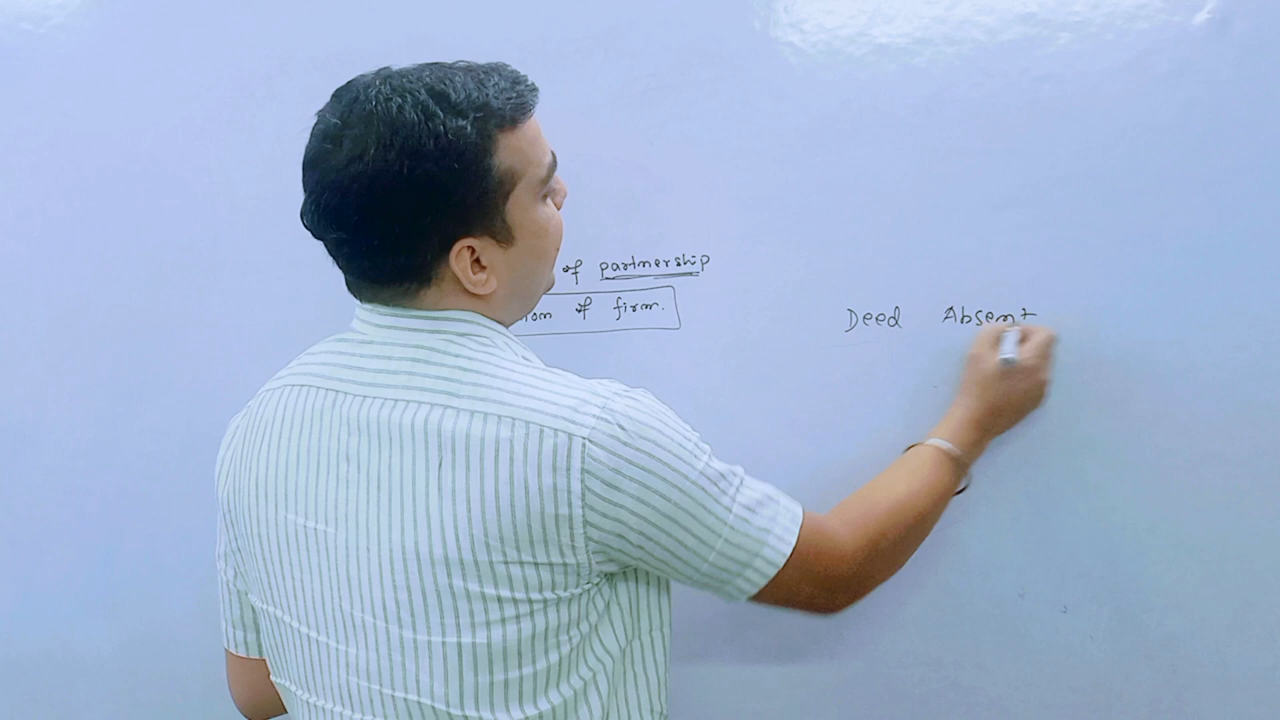 of partnership
of firm.
Deed Absent